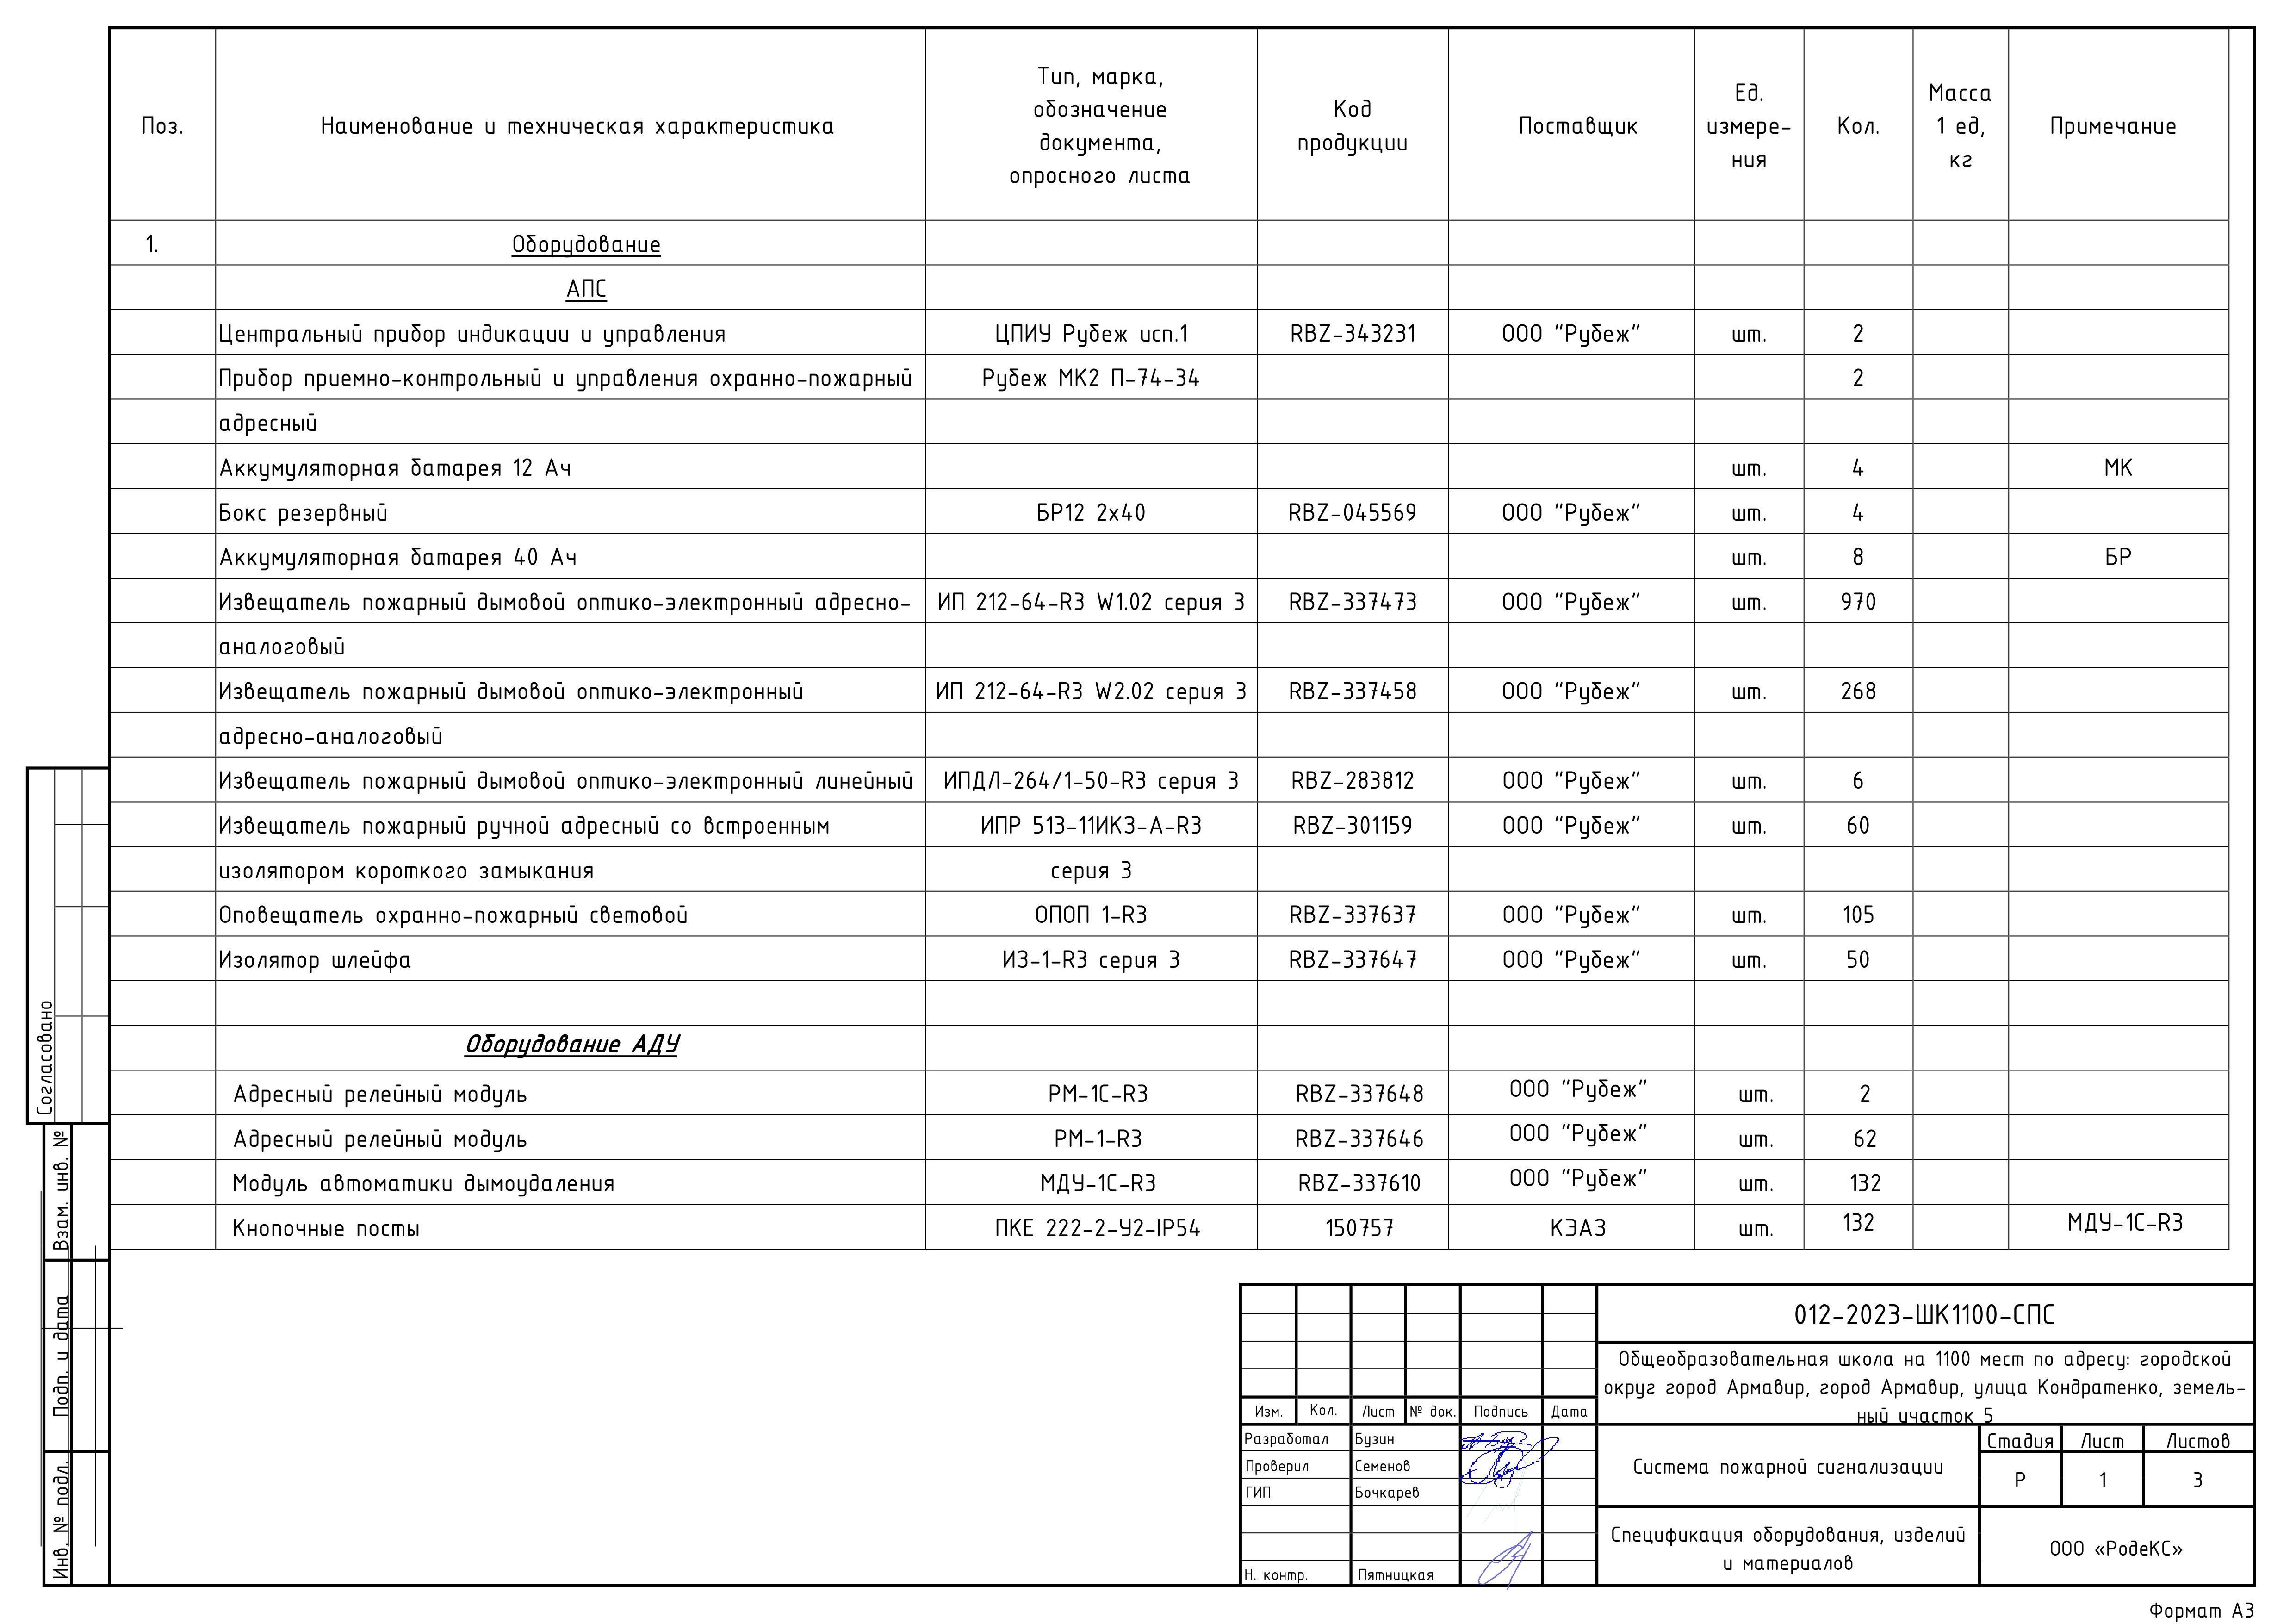 Поз. Наименование и техническая характеристика Тип, марка, обозначение документа, опросного листа Код продукции Поставщик Ед. измере- ния Кол. Масса 1 ед, кг Примечание
1. Оборудование
АПС
Центральный прибор индикации и управления ЦПИУ Рубеж исп.1 RBZ-343231 ООО "Рубеж" шт. 2
Прибор приемно-контрольный и управления охранно-пожарный Рубеж МК2 П-74-34 2
адресный
Аккумуляторная батарея 12 Ач шт. 4 МК
Бокс резервный БР12 2х40 RBZ-045569 ООО "Рубеж" шт. 4
Аккумуляторная батарея 40 Ач шт. 8 БР
Извещатель пожарный дымовой оптико-электронный адресно- ИП 212-64-R3 W1.02 серия 3 RBZ-337473 ООО "Рубеж" шт. 970
аналоговый
Извещатель пожарный дымовой оптико-электронный ИП 212-64-R3 W2.02 серия 3 RBZ-337458 ООО "Рубеж" шт. 268
адресно-аналоговый
Извещатель пожарный дымовой оптико-электронный линейный ИПДЛ-264/1-50-R3 серия 3 RBZ-283812 ООО "Рубеж" шт. 6
Извещатель пожарный ручной адресный со встроенным ИПР 513-11ИКЗ-А-R3 RBZ-301159 ООО "Рубеж" шт. 60
изолятором короткого замыкания серия 3
Оповещатель охранно-пожарный световой ОПОП 1-R3 RBZ-337637 ООО "Рубеж" шт. 105
Изолятор шлейфа ИЗ-1-R3 серия 3 RBZ-337647 ООО "Рубеж" шт. 50
Оборудование АДУ
Адресный релейный модуль РМ-1С-R3 RBZ-337648 ООО "Рубеж" шт. 2
Адресный релейный модуль РМ-1-R3 RBZ-337646 ООО "Рубеж" шт. 62
Модуль автоматики дымоудаления МДУ-1С-R3 RBZ-337610 ООО "Рубеж" шт. 132
Кнопочные посты ПКЕ 222-2-У2-IP54 150757 КЭАЗ шт. 132 МДУ-1С-R3
Согласовано
Взам. инв. №
Подп. и дата
Инв. № подл.
012-2023-ШК1100-СПС
Общеобразовательная школа на 1100 мест по адресу: городской
округ город Армавир, город Армавир, улица Кондратенко, земель-
ный участок 5
Изм. Кол. Лист № док. Подпись Дата
Разработал Бузин
Проверил Семенов
ГИП Бочкарев
Н. контр. Пятницкая
Система пожарной сигнализации
Стадия Лист Листов
Р 1 3
Спецификация оборудования, изделий
и материалов
ООО «РодеКС»
Формат А3